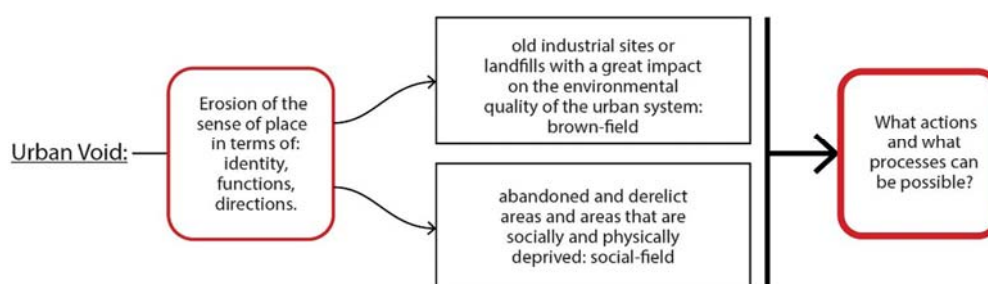 Urban Void:
Erosion of the
sense of place
in terms of:
identity,
functions,
directions.
old industrial sites or
landfills with a great impact
on the environmental
quality of the urban system:
brown-field
abandoned and derelict
areas and areas that are
socially and physically
deprived: social-field
What actions
and what
processes can
be possible?